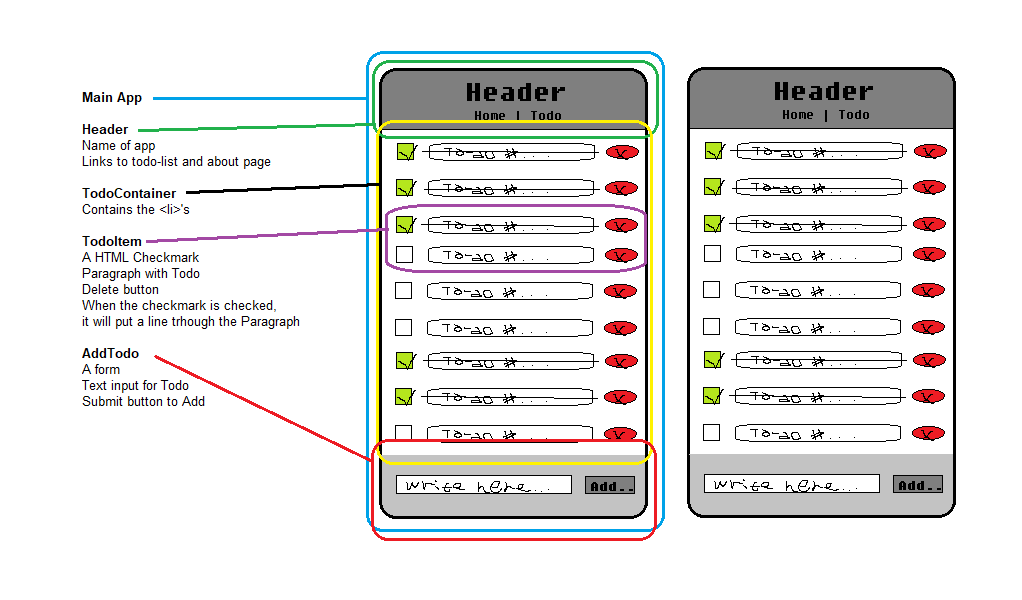 Main App
Header
Name of app
Links to todo-list and about page
TodoContainer
Contains the <li>'s
TodoItem
A HTML Checkmark
Paragraph with Todo
Delete button
When the checkmark is checked,
it will put a line trhough the Paragraph
AddTodo
A form
Text input for Todo
Submit button to Add
Header
Home | Todo
To-do #... X
To-do #... X
To-do #... X
To-do #... X
To-do #... X
To-do #... X
To-do #... X
To-do #... X
To-do #... X
write here... Add..
Header
Home | Todo
To-do #... X
To-do #... X
To-do #... X
To-do #... X
To-do #... X
To-do #... X
To-do #... X
To-do #... X
To-do #... X
write here... Add..